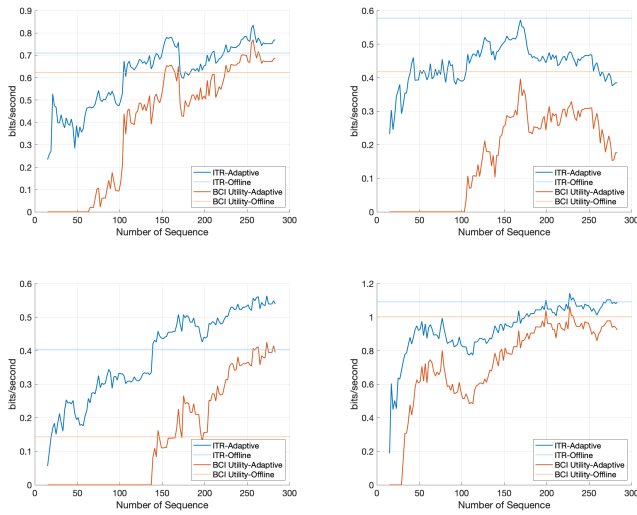 0.9
0.8
0.7
0.6
0.5
0.4
0.3
0.2
0.1
0
bits/second
0 50 100 150 200 250 300
Number of Sequence
ITR-Adaptive
ITR-Offline
BCI Utility-Adaptive
BCI Utility-Offline
0.6
0.5
0.4
0.3
0.2
0.1
0
bits/second
0 50 100 150 200 250 300
Number of Sequence
ITR-Adaptive
ITR-Offline
BCI Utility-Adaptive
BCI Utility-Offline
0.6
0.5
0.4
0.3
0.2
0.1
0
bits/second
0 50 100 150 200 250 300
Number of Sequence
ITR-Adaptive
ITR-Offline
BCI Utility-Adaptive
BCI Utility-Offline
1.2
1
0.8
0.6
0.4
0.2
0
bits/second
0 50 100 150 200 250 300
Number of Sequence
ITR-Adaptive
ITR-Offline
BCI Utility-Adaptive
BCI Utility-Offline